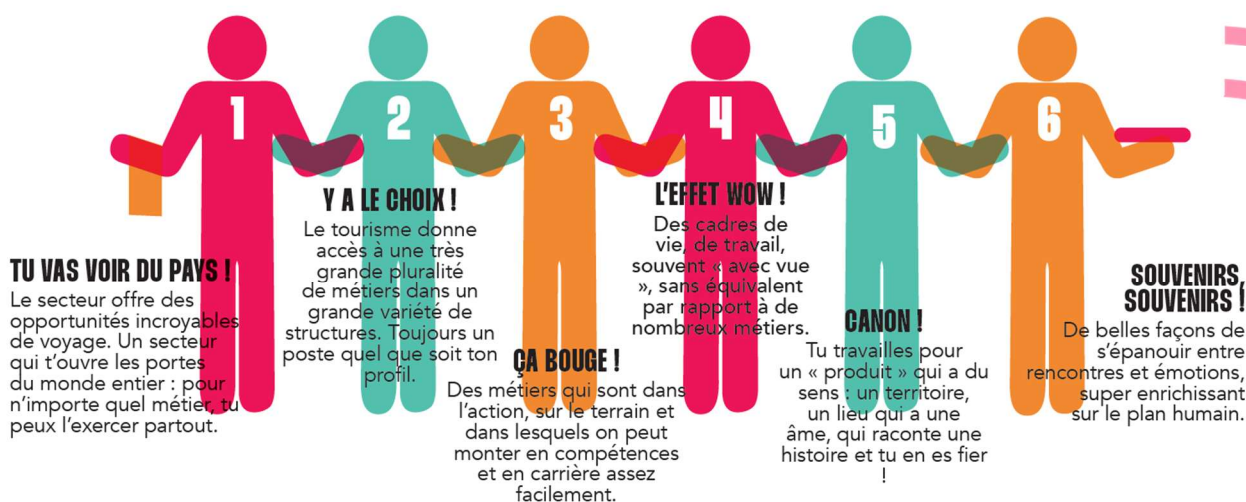 1
TU VAS VOIR DU PAYS !
Le secteur offre des
opportunités incroyables
de voyage. Un secteur
qui t’ouvre les portes
du monde entier : pour
n’importe quel métier, tu
peux l’exercer partout.
2
Y A LE CHOIX !
Le tourisme donne
accès à une très
grande pluralité
de métiers dans un
grande variété de
structures. Toujours un
poste quel que soit ton
profil.
3
ÇA BOUGE !
Des métiers qui sont dans
l’action, sur le terrain et
dans lesquels on peut
monter en compétences
et en carrière assez
facilement.
4
L’EFFET WOW !
Des cadres de
vie, de travail,
souvent « avec vue
», sans équivalent
par rapport à de
nombreux métiers.
5
CANON !
Tu travailles pour
un « produit » qui a du
sens : un territoire,
un lieu qui a une
âme, qui raconte une
histoire et tu en es fier
!
6
SOUVENIRS,
SOUVENIRS !
De belles façons de
s’épanouir entre
rencontres et émotions,
super enrichissant
sur le plan humain.